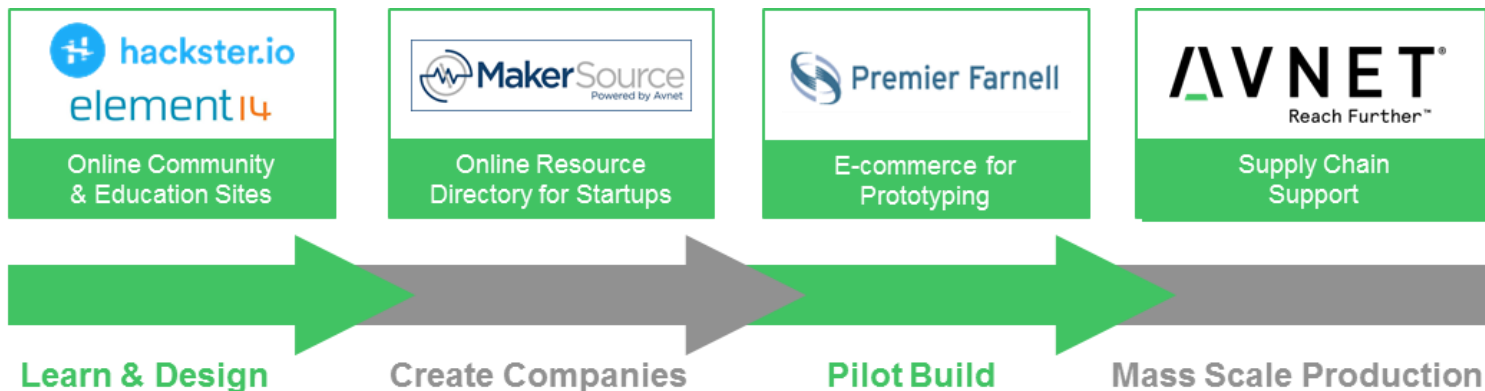 hackster.io
element14
Online Community
& Education Sites
MakerSource
Powered by Avnet
Online Resource
Directory for Startups
Premier Farnell
E-commerce for
Prototyping
AVNET®
Reach Further™
Supply Chain
Support
Learn & Design
Create Companies
Pilot Build
Mass Scale Production